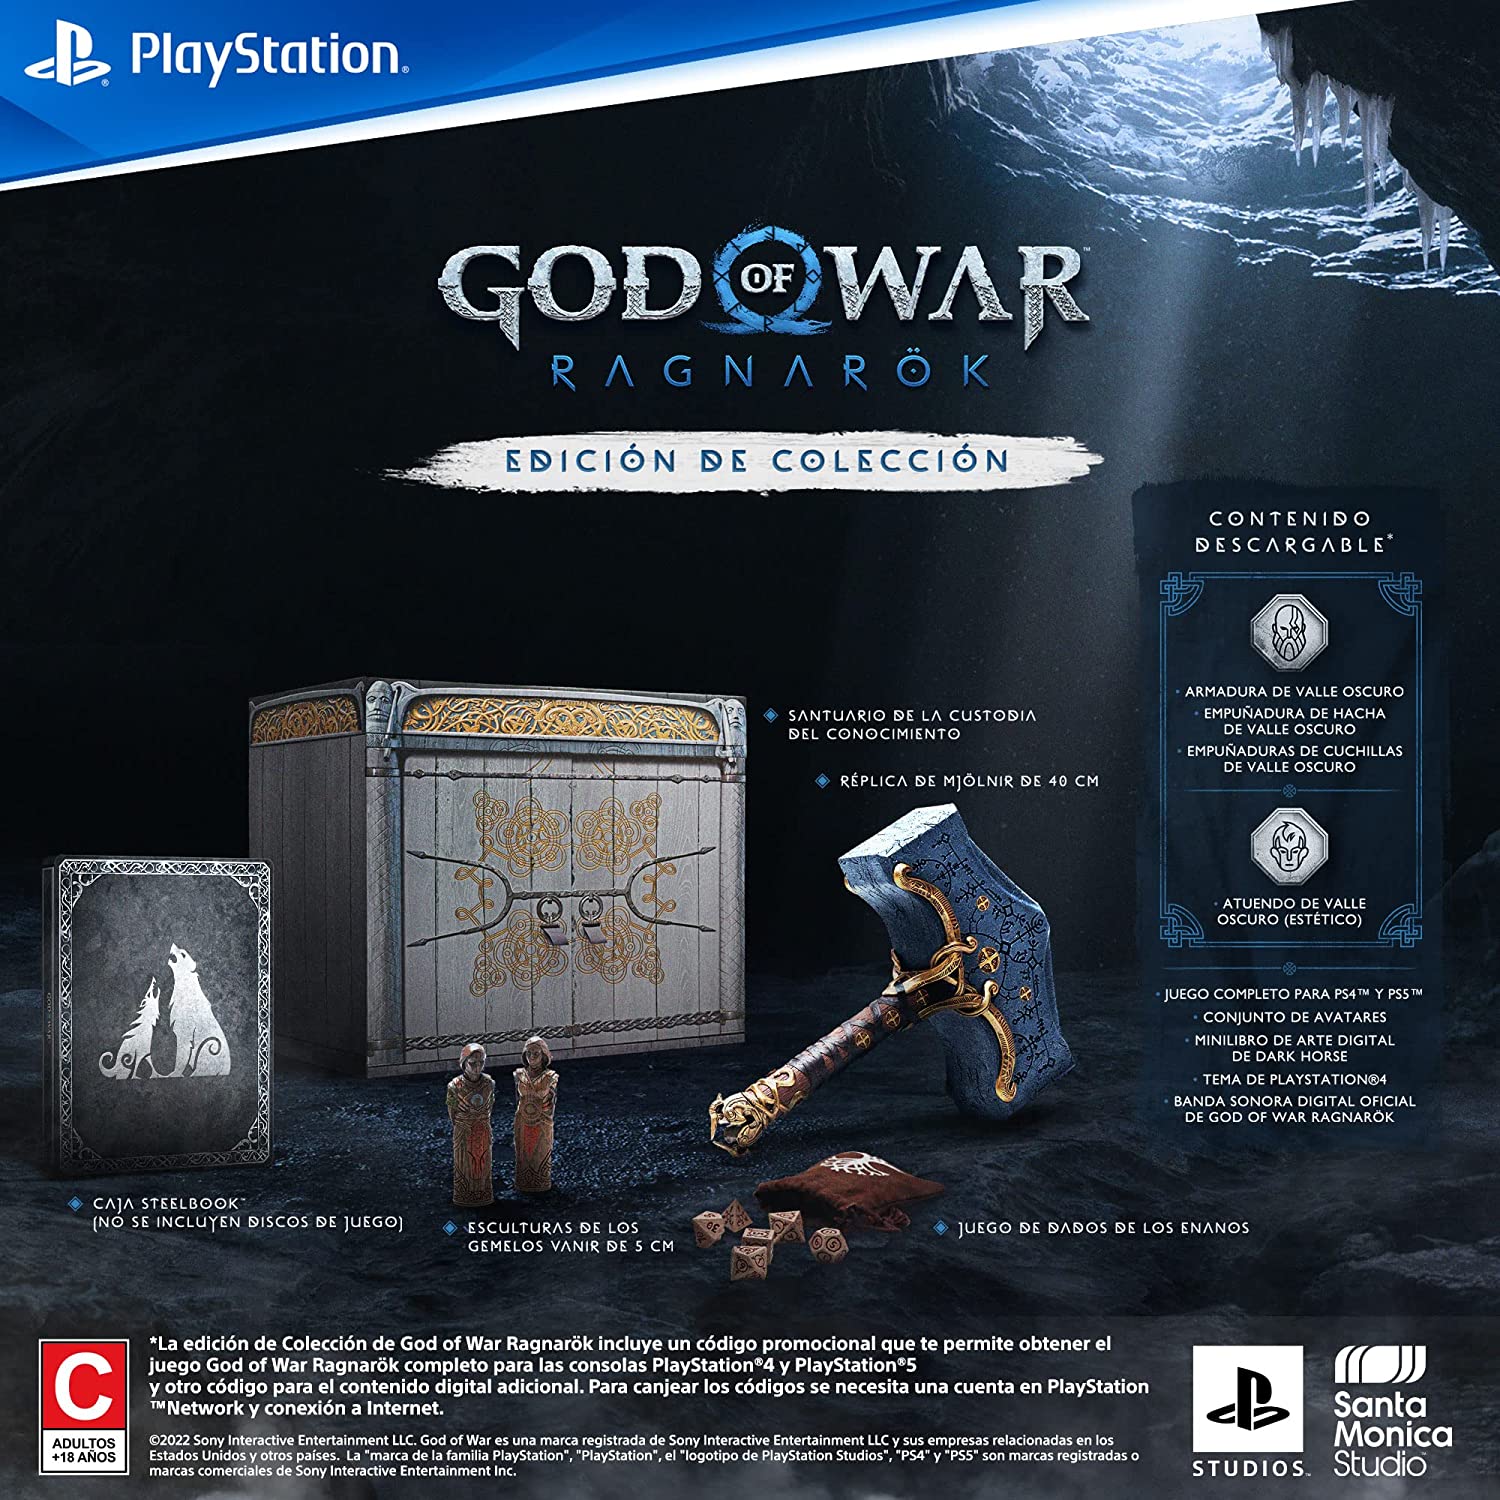 PlayStation®
GOD OF WAR™
RAGNARÖK
EDICIÓN DE COLECCIÓN
CONTENIDO
DESCARGABLE*
• ARMADURA DE VALLE OSCURO
• EMPUÑADURA DE HACHA
DE VALLE OSCURO
• EMPUÑADURAS DE CUCHILLAS
DE VALLE OSCURO
• ATUENDO DE VALLE
OSCURO (ESTÉTICO)
• JUEGO COMPLETO PARA PS4™ Y PS5™
• CONJUNTO DE AVATARES
• MINILIBRO DE ARTE DIGITAL
DE DARK HORSE
• TEMA DE PLAYSTATION®4
• BANDA SONORA DIGITAL OFICIAL
DE GOD OF WAR RAGNARÖK
SANTUARIO DE LA CUSTODIA
DEL CONOCIMIENTO
RÉPLICA DE MJÖLNIR DE 40 CM
GOD OF WAR
CAJA STEELBOOK™
(NO SE INCLUYEN DISCOS DE JUEGO)
ESCULTURAS DE LOS
GEMELOS VANIR DE 5 CM
JUEGO DE DADOS DE LOS ENANOS
C
ADULTOS
+18 AÑOS
*La edición de Colección de God of War Ragnarök incluye un código promocional que te permite obtener el
juego God of War Ragnarök completo para las consolas PlayStation®4 y PlayStation®5
y otro código para el contenido digital adicional. Para canjear los códigos se necesita una cuenta en PlayStation
™Network y conexión a Internet.
©2022 Sony Interactive Entertainment LLC. God of War es una marca registrada de Sony Interactive Entertainment LLC y sus empresas relacionadas en los
Estados Unidos y otros países. La "marca de la familia PlayStation", "PlayStation", el "logotipo de PlayStation Studios", "PS4" y "PS5" son marcas registradas o
marcas comerciales de Sony Interactive Entertainment Inc.
STUDIOS™
Santa
Monica
Studio™